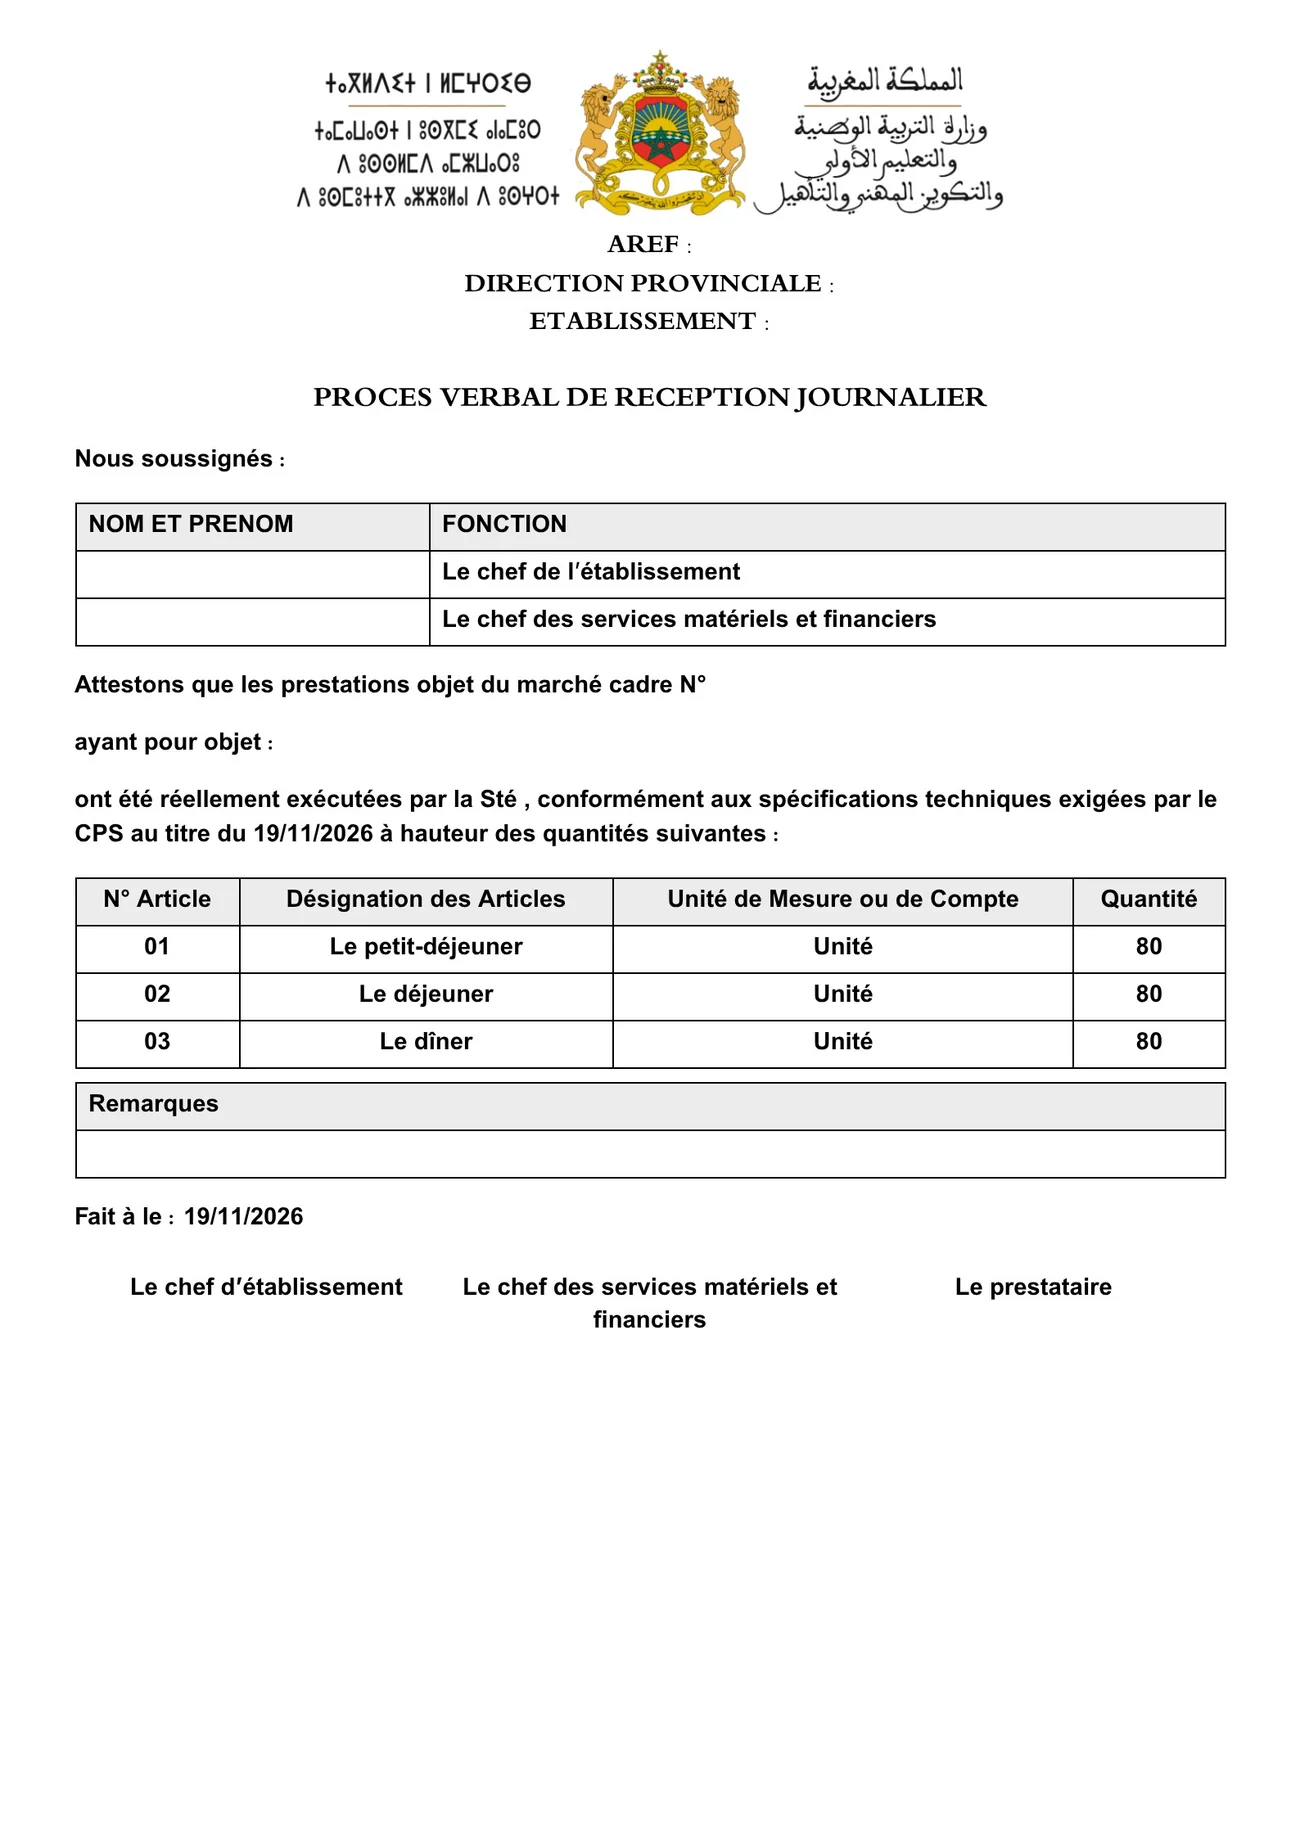 ⵜⴰⴳⵍⴷⵉⵜ ⵏ ⵍⵎⵖⵔⵉⴱ
ⵜⴰⵎⴰⵡⴰⵙⵜ ⵏ ⵓⵙⴳⵎⵉ ⴰⵏⴰⵎⵓⵔ
ⴷ ⵓⵙⵙⵍⵎⴷ ⴰⵎⵣⵡⴰⵔⵓ
ⴷ ⵓⵙⵎⵓⵜⵜⴳ ⴰⵣⵣⵓⵍⴰⵏ ⴷ ⵓⵙⵖⵔⵜ
المملكة المغربية
وزارة التربية الوطنية
والتعليم الأولي
والتكوين المهني والتأهيل
AREF :
DIRECTION PROVINCIALE :
ETABLISSEMENT :
PROCES VERBAL DE RECEPTION JOURNALIER
Nous soussignés :
NOM ET PRENOM FONCTION
Le chef de l'établissement
Le chef des services matériels et financiers
Attestons que les prestations objet du marché cadre N°
ayant pour objet :
ont été réellement exécutées par la Sté , conformément aux spécifications techniques exigées par le
CPS au titre du 19/11/2026 à hauteur des quantités suivantes :
N° Article Désignation des Articles Unité de Mesure ou de Compte Quantité
01 Le petit-déjeuner Unité 80
02 Le déjeuner Unité 80
03 Le dîner Unité 80
Remarques
Fait à le : 19/11/2026
Le chef d'établissement Le chef des services matériels et Le prestataire
financiers